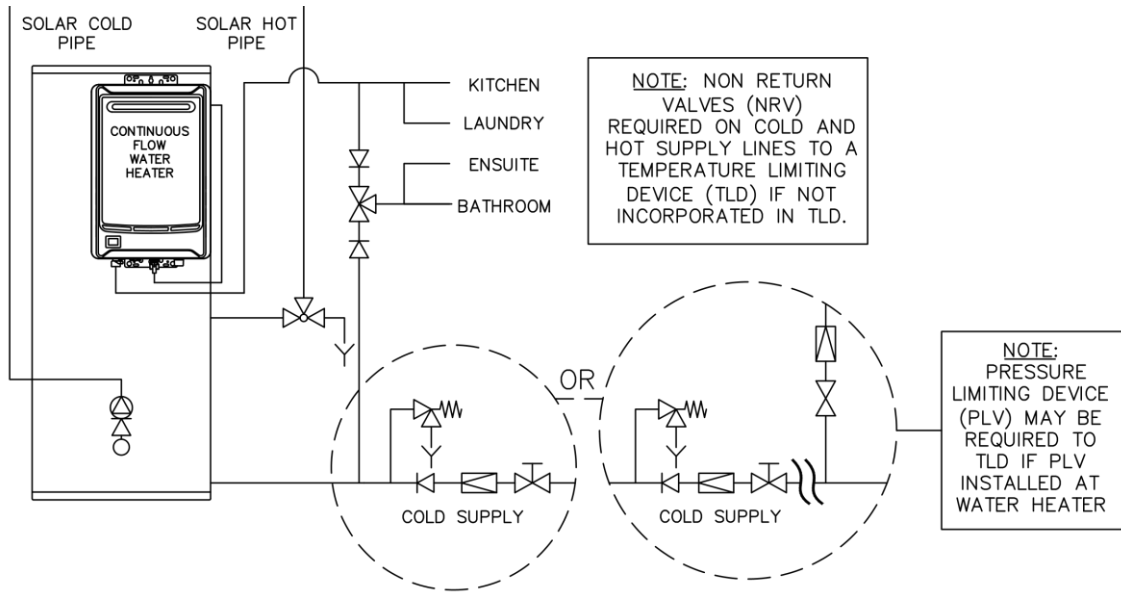 SOLAR COLD
PIPE
SOLAR HOT
PIPE
CONTINUOUS
FLOW
WATER
HEATER
KITCHEN
LAUNDRY
ENSUITE
BATHROOM
NOTE: NON RETURN
VALVES (NRV)
REQUIRED ON COLD AND
HOT SUPPLY LINES TO A
TEMPERATURE LIMITING
DEVICE (TLD) IF NOT
INCORPORATED IN TLD.
OR
COLD SUPPLY
COLD SUPPLY
NOTE:
PRESSURE
LIMITING DEVICE
(PLV) MAY BE
REQUIRED TO
TLD IF PLV
INSTALLED AT
WATER HEATER